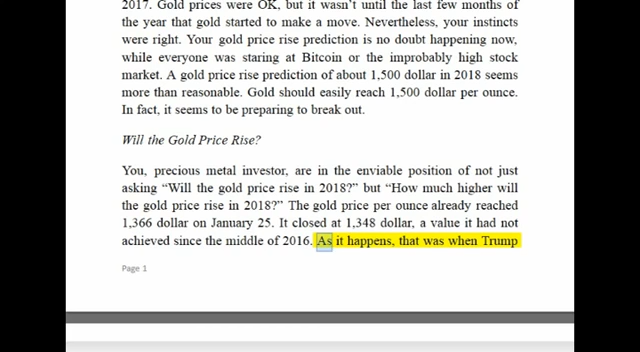 2017. Gold prices were OK, but it wasn't until the last few months of
the year that gold started to make a move. Nevertheless, your instincts
were right. Your gold price rise prediction is no doubt happening now,
while everyone was staring at Bitcoin or the improbably high stock
market. A gold price rise prediction of about 1,500 dollar in 2018 seems
more than reasonable. Gold should easily reach 1,500 dollar per ounce.
In fact, it seems to be preparing to break out.
Will the Gold Price Rise?
You, precious metal investor, are in the enviable position of not just
asking “Will the gold price rise in 2018?” but “How much higher will
the gold price rise in 2018?” The gold price per ounce already reached
1,366 dollar on January 25. It closed at 1,348 dollar, a value it had not
achieved since the middle of 2016. As it happens, that was when Trump
Page 1